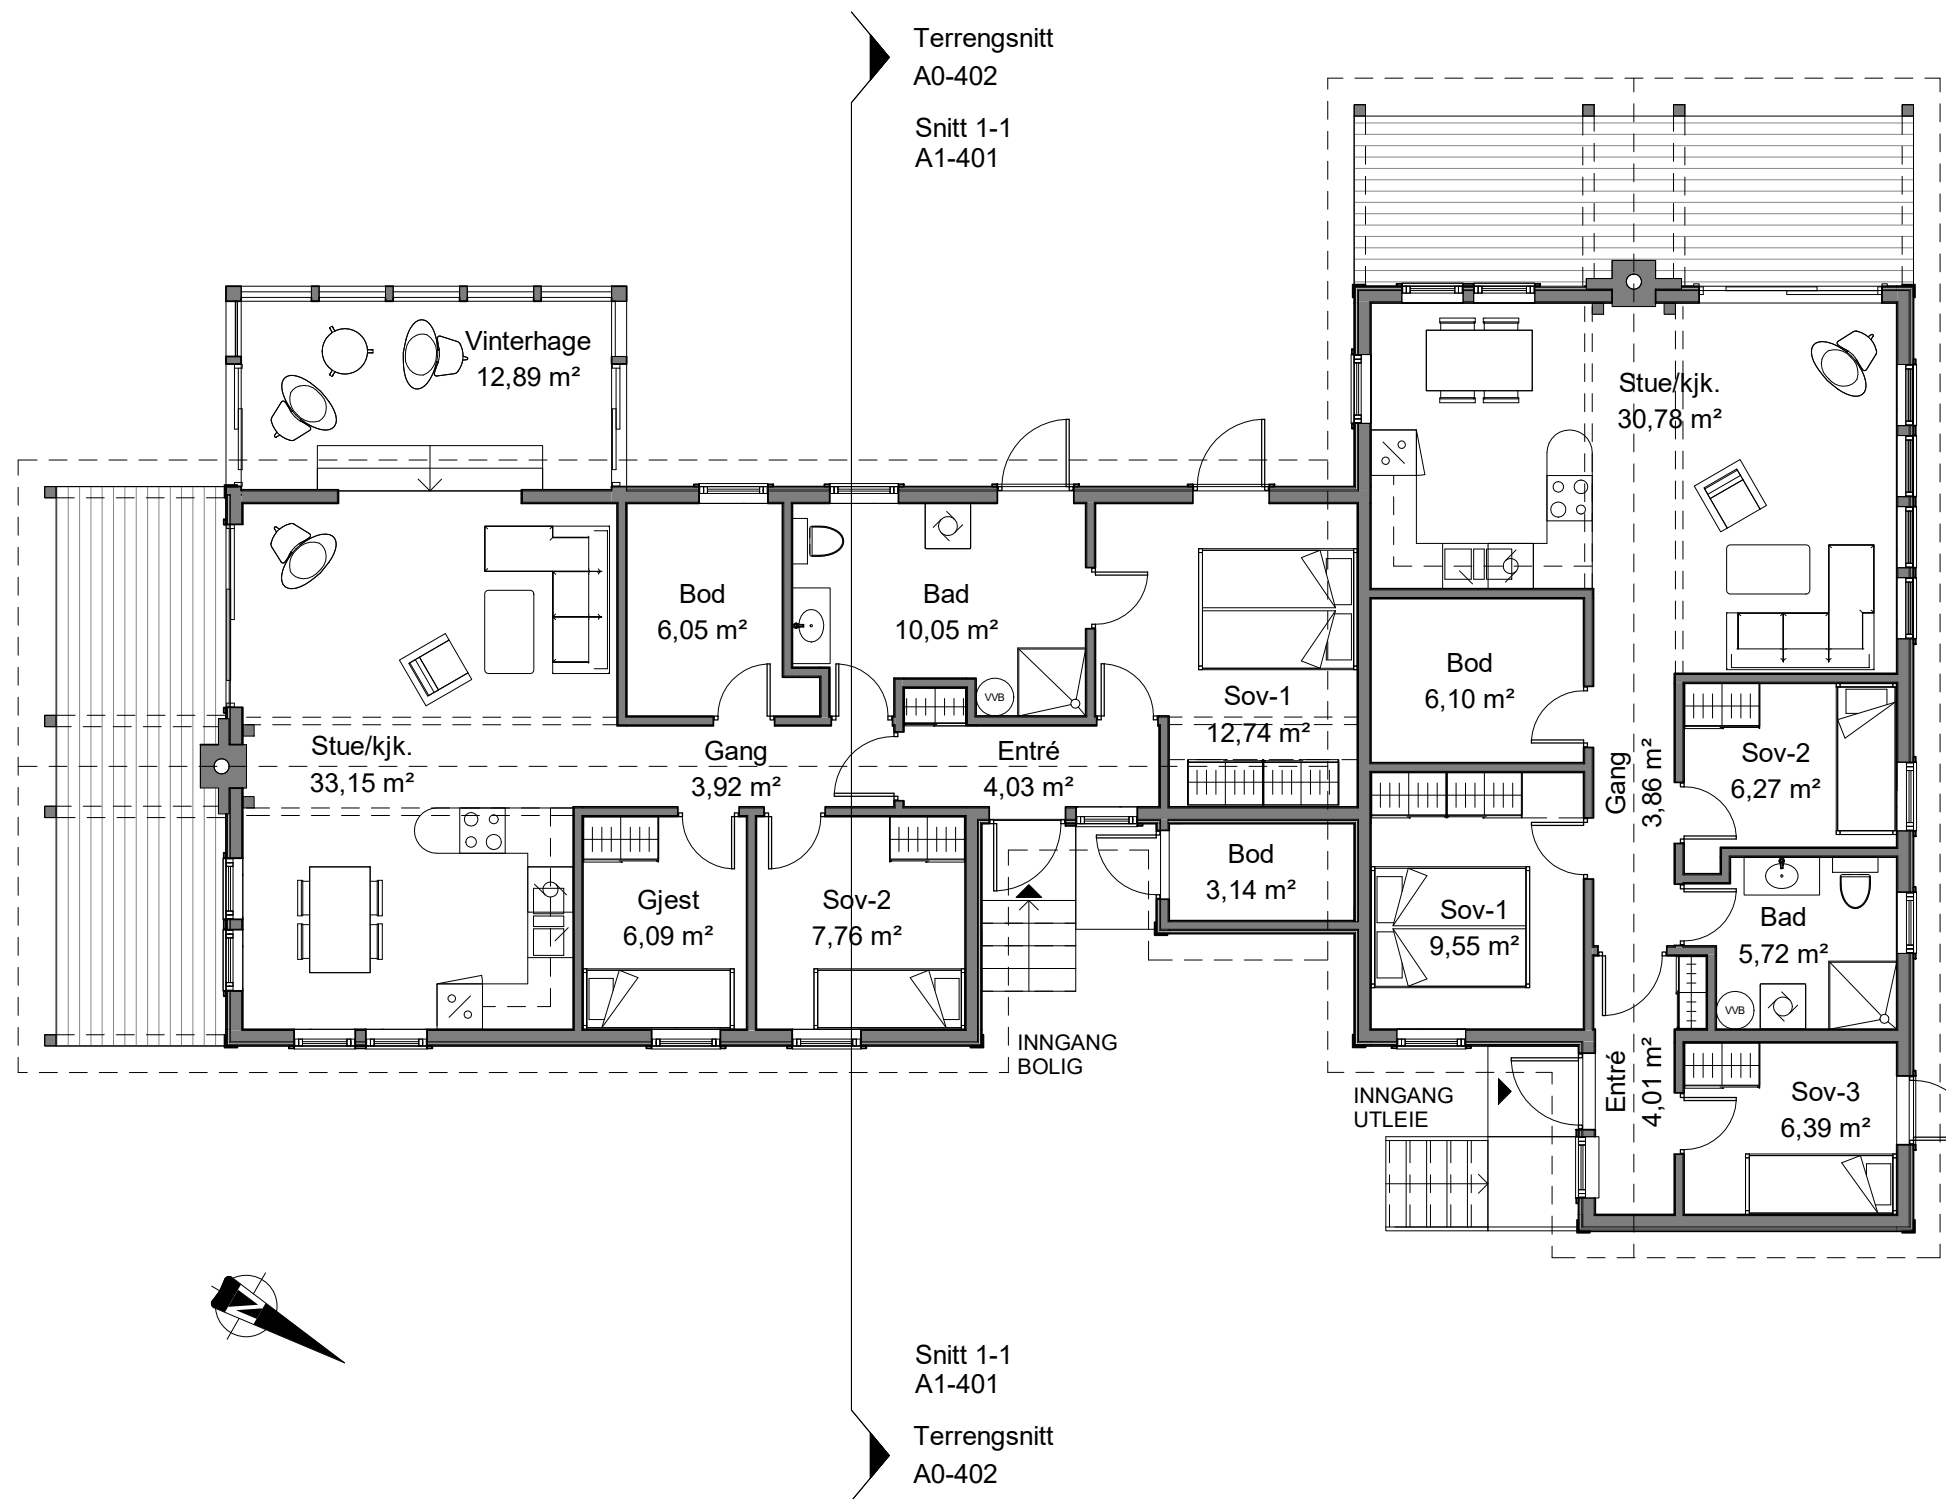 Terrengsnitt
A0-402
Snitt 1-1
A1-401
Vinterhage
12,89 m²
Stue/kjk.
30,78 m²
Bod
6,05 m²
Bad
10,05 m²
VVB
Sov-1
12,74 m²
Bod
6,10 m²
Stue/kjk.
33,15 m²
Gang
3,92 m²
Entré
4,03 m²
Gang
3,86 m²
Sov-2
6,27 m²
Gjest
6,09 m²
Sov-2
7,76 m²
Bod
3,14 m²
Sov-1
9,55 m²
Bad
5,72 m²
VVB
INNGANG
BOLIG
INNGANG
UTLEIE
Entré
4,01 m²
Sov-3
6,39 m²
N
Snitt 1-1
A1-401
Terrengsnitt
A0-402